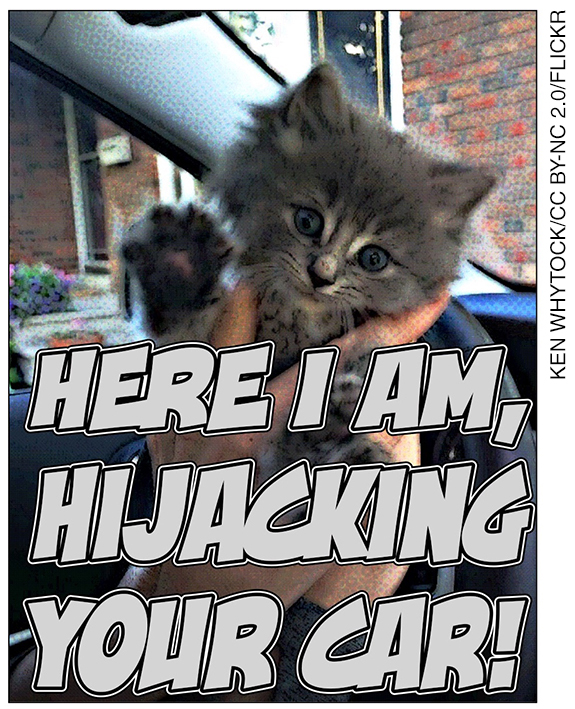 HERE I AM,
HIJACKING
YOUR CAR!
KEN WHYTOCK/CC BY-NC 2.0/FLICKR